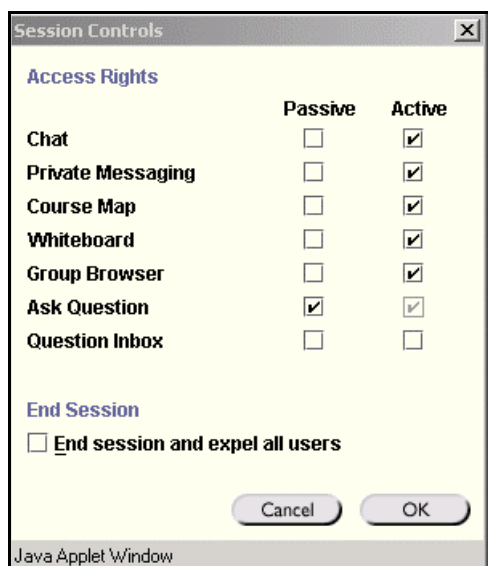 Session Controls
Access Rights
Passive Active
Chat
Private Messaging
Course Map
Whiteboard
Group Browser
Ask Question
Question Inbox
End Session
End session and expel all users
Cancel OK
Java Applet Window